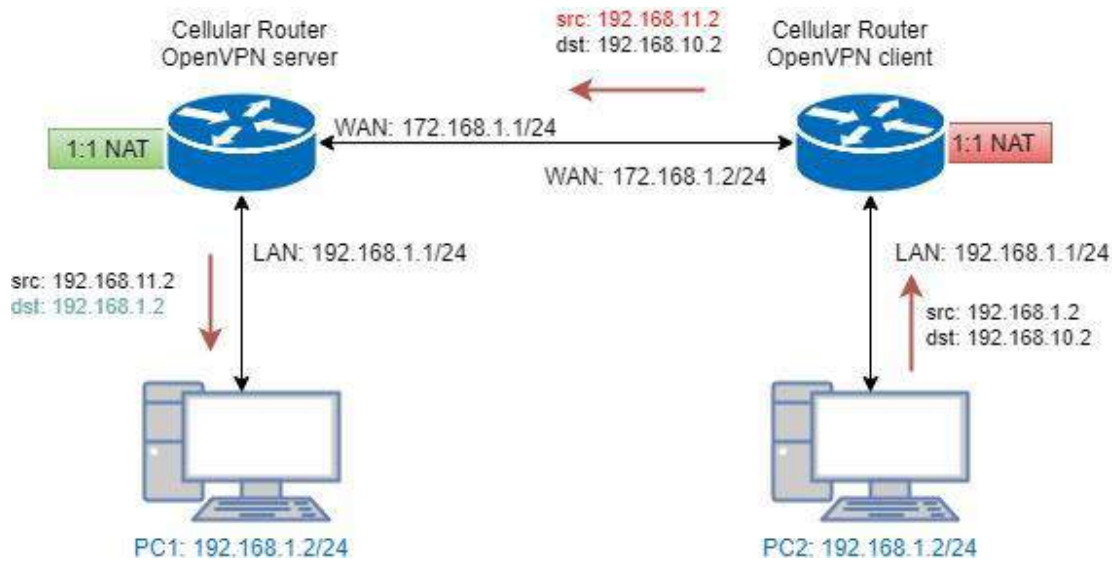 Cellular Router
OpenVPN server
src: 192.168.11.2
dst: 192.168.10.2
Cellular Router
OpenVPN client
1:1 NAT
WAN: 172.168.1.1/24
WAN: 172.168.1.2/24
1:1 NAT
LAN: 192.168.1.1/24
LAN: 192.168.1.1/24
src: 192.168.11.2
dst: 192.168.1.2
src: 192.168.1.2
dst: 192.168.10.2
PC1: 192.168.1.2/24
PC2: 192.168.1.2/24